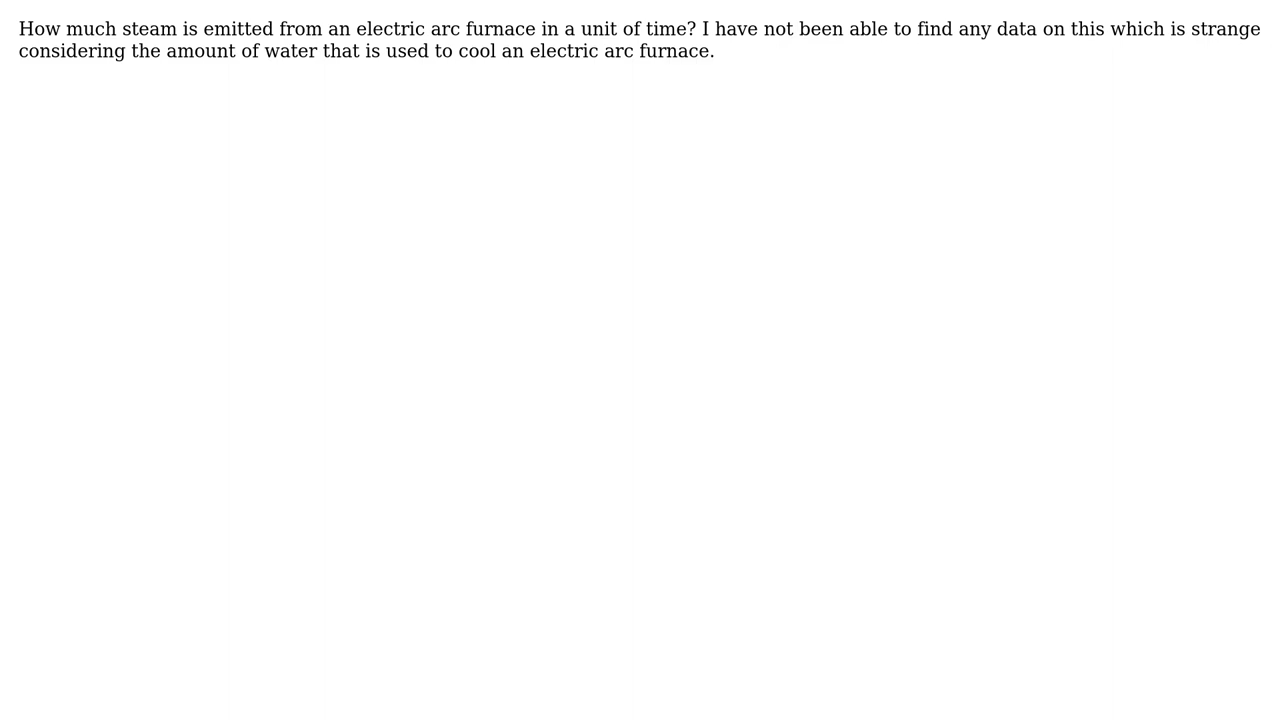 How much steam is emitted from an electric arc furnace in a unit of time? I have not been able to find any data on this which is strange
considering the amount of water that is used to cool an electric arc furnace.